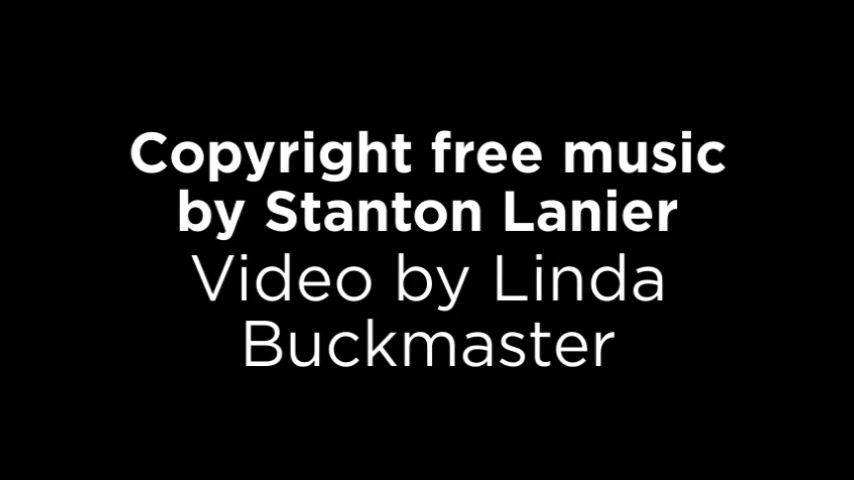 Copyright free music
by Stanton Lanier
Video by Linda
Buckmaster